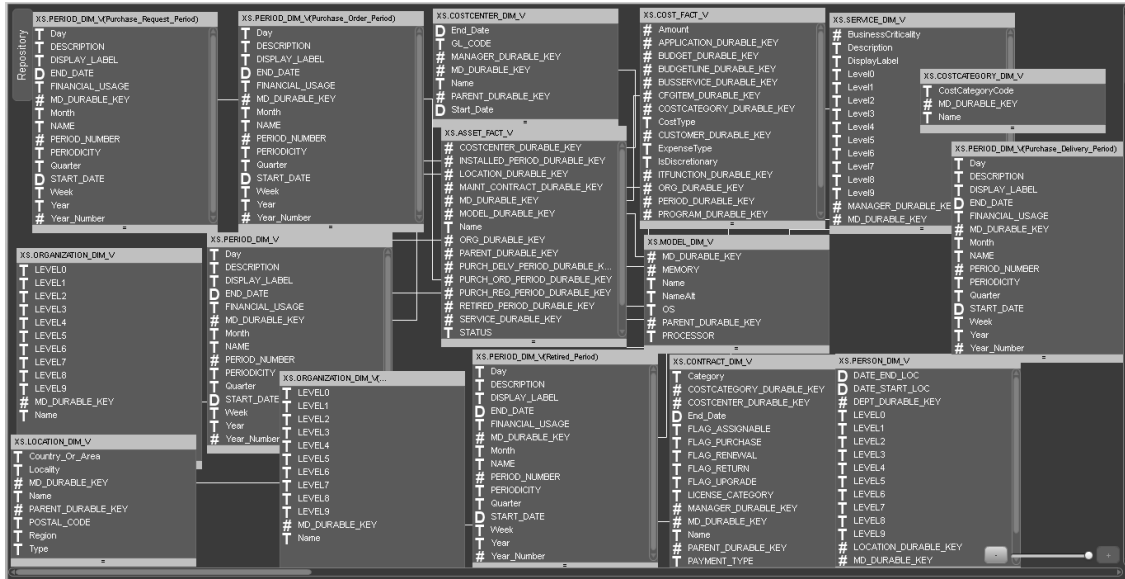 Repository
XS.PERIOD_DIM_V(Purchase_Request_Period)
T Day
T DESCRIPTION
T DISPLAY_LABEL
D END_DATE
T FINANCIAL_USAGE
# MD_DURABLE_KEY
T Month
T NAME
# PERIOD_NUMBER
T PERIODICITY
T Quarter
D START_DATE
T Week
T Year
# Year_Number
=
XS.PERIOD_DIM_V(Purchase_Order_Period)
T Day
T DESCRIPTION
T DISPLAY_LABEL
D END_DATE
T FINANCIAL_USAGE
# MD_DURABLE_KEY
T Month
T NAME
# PERIOD_NUMBER
T PERIODICITY
T Quarter
D START_DATE
T Week
T Year
# Year_Number
=
XS.COSTCENTER_DIM_V
D End_Date
T GL_CODE
# MANAGER_DURABLE_KEY
# MD_DURABLE_KEY
T Name
# PARENT_DURABLE_KEY
D Start_Date
=
XS.COST_FACT_V
# Amount
# APPLICATION_DURABLE_KEY
# BUDGET_DURABLE_KEY
# BUDGETLINE_DURABLE_KEY
# BUSSERVICE_DURABLE_KEY
# CFGITEM_DURABLE_KEY
# COSTCATEGORY_DURABLE_KEY
T CostType
# CUSTOMER_DURABLE_KEY
T ExpenseType
T IsDiscretionary
# ITFUNCTION_DURABLE_KEY
# ORG_DURABLE_KEY
# PERIOD_DURABLE_KEY
# PROGRAM_DURABLE_KEY
=
XS.SERVICE_DIM_V
# BusinessCriticality
T Description
T DisplayLabel
T Level0
T Level1
T Level2
T Level3
T Level4
T Level5
T Level6
T Level7
T Level8
T Level9
# MANAGER_DURABLE_KE
# MD_DURABLE_KEY
=
XS.COSTCATEGORY_DIM_V
T CostCategoryCode
# MD_DURABLE_KEY
T Name
=
XS.ASSET_FACT_V
# COSTCENTER_DURABLE_KEY
# INSTALLED_PERIOD_DURABLE_KEY
# LOCATION_DURABLE_KEY
# MAINT_CONTRACT_DURABLE_KEY
# MD_DURABLE_KEY
# MODEL_DURABLE_KEY
T Name
# ORG_DURABLE_KEY
# PARENT_DURABLE_KEY
# PURCH_DELV_PERIOD_DURABLE_K...
# PURCH_ORD_PERIOD_DURABLE_KEY
# PURCH_REQ_PERIOD_DURABLE_KEY
# RETIRED_PERIOD_DURABLE_KEY
# SERVICE_DURABLE_KEY
T STATUS
=
XS.PERIOD_DIM_V(Purchase_Delivery_Period)
T Day
T DESCRIPTION
T DISPLAY_LABEL
D END_DATE
T FINANCIAL_USAGE
# MD_DURABLE_KEY
T Month
T NAME
# PERIOD_NUMBER
T PERIODICITY
T Quarter
D START_DATE
T Week
T Year
# Year_Number
=
XS.ORGANIZATION_DIM_V
T LEVEL0
T LEVEL1
T LEVEL2
T LEVEL3
T LEVEL4
T LEVEL5
T LEVEL6
T LEVEL7
T LEVEL8
T LEVEL9
# MD_DURABLE_KEY
T Name
XS.PERIOD_DIM_V
T Day
T DESCRIPTION
T DISPLAY_LABEL
D END_DATE
T FINANCIAL_USAGE
# MD_DURABLE_KEY
T Month
T NAME
# PERIOD_NUMBER
T PERIODICITY
T Quarter
D START_DATE
T Week
T Year
# Year_Number
XS.MODEL_DIM_V
# MD_DURABLE_KEY
# MEMORY
T Name
T NameAlt
T OS
# PARENT_DURABLE_KEY
T PROCESSOR
=
XS.LOCATION_DIM_V
T Country_Or_Area
T Locality
# MD_DURABLE_KEY
T Name
# PARENT_DURABLE_KEY
T POSTAL_CODE
T Region
T Type
=
XS.ORGANIZATION_DIM_V(...
T LEVEL0
T LEVEL1
T LEVEL2
T LEVEL3
T LEVEL4
T LEVEL5
T LEVEL6
T LEVEL7
T LEVEL8
T LEVEL9
# MD_DURABLE_KEY
T Name
XS.PERIOD_DIM_V(Retired_Period)
T Day
T DESCRIPTION
T DISPLAY_LABEL
D END_DATE
T FINANCIAL_USAGE
# MD_DURABLE_KEY
T Month
T NAME
# PERIOD_NUMBER
T PERIODICITY
T Quarter
D START_DATE
T Week
T Year
# Year_Number
=
XS.CONTRACT_DIM_V
T Category
# COSTCATEGORY_DURABLE_KEY
# COSTCENTER_DURABLE_KEY
D End_Date
T FLAG_ASSIGNABLE
T FLAG_PURCHASE
T FLAG_RENEWAL
T FLAG_RETURN
T FLAG_UPGRADE
T LICENSE_CATEGORY
# MANAGER_DURABLE_KEY
# MD_DURABLE_KEY
T Name
# PARENT_DURABLE_KEY
T PAYMENT_TYPE
XS.PERSON_DIM_V
D DATE_END_LOC
D DATE_START_LOC
# DEPT_DURABLE_KEY
T LEVEL0
T LEVEL1
T LEVEL2
T LEVEL3
T LEVEL4
T LEVEL5
T LEVEL6
T LEVEL7
T LEVEL8
T LEVEL9
# LOCATION_DURABLE_KEY
# MD_DURABLE_KEY
- +